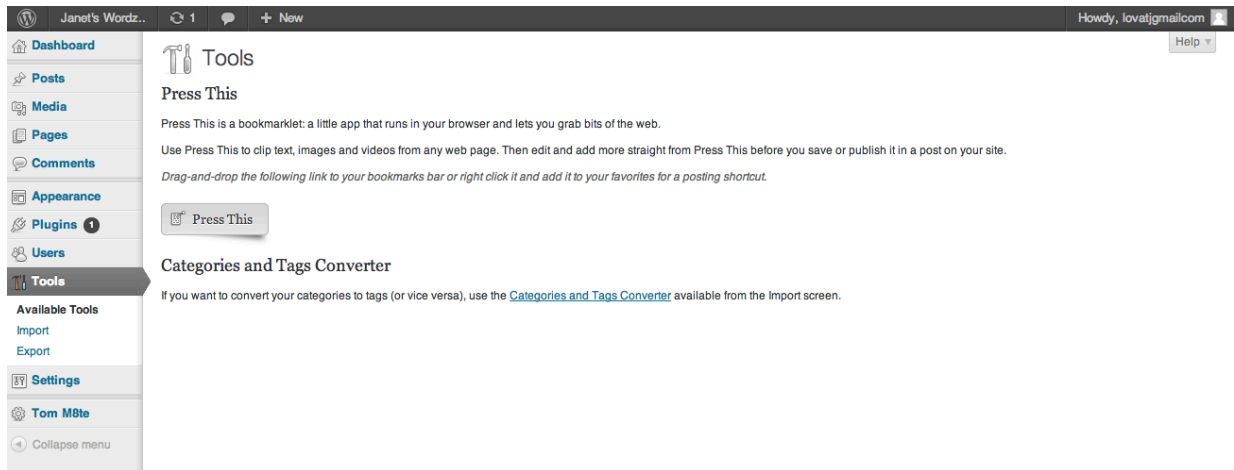 Janet's Wordz.. 1 + New Howdy, lovatjgmailcom
Help
Dashboard
Posts
Media
Pages
Comments
Appearance
Plugins 1
Users
Tools
Available Tools
Import
Export
Settings
Tom M8te
Collapse menu
Tools
Press This
Press This is a bookmarklet: a little app that runs in your browser and lets you grab bits of the web.
Use Press This to clip text, images and videos from any web page. Then edit and add more straight from Press This before you save or publish it in a post on your site.
Drag-and-drop the following link to your bookmarks bar or right click it and add it to your favorites for a posting shortcut.
Press This
Categories and Tags Converter
If you want to convert your categories to tags (or vice versa), use the Categories and Tags Converter available from the Import screen.